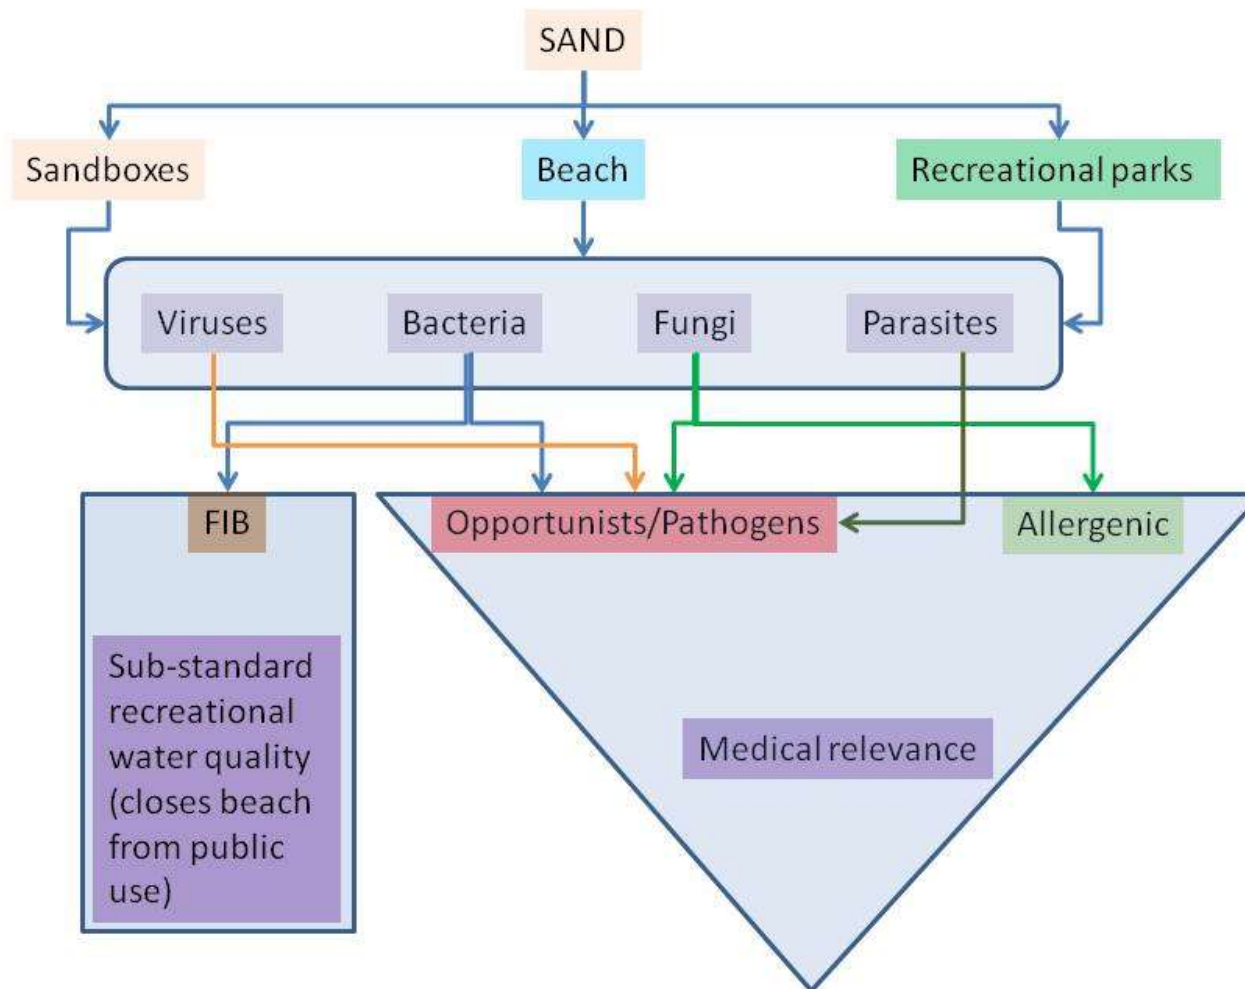 SAND
Sandboxes
Beach
Recreational parks
Viruses
Bacteria
Fungi
Parasites
FIB
Opportunists/Pathogens
Allergenic
Sub-standard
recreational
water quality
(closes beach
from public
use)
Medical relevance